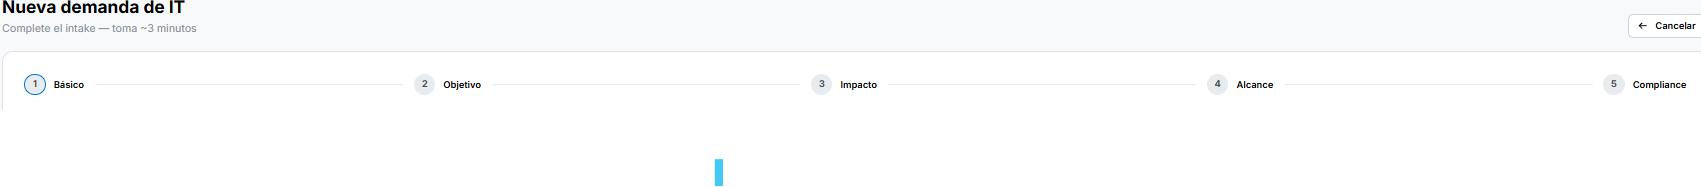 Nueva demanda de IT
Complete el intake — toma ~3 minutos
← Cancelar
1 Básico 2 Objetivo 3 Impacto 4 Alcance 5 Compliance